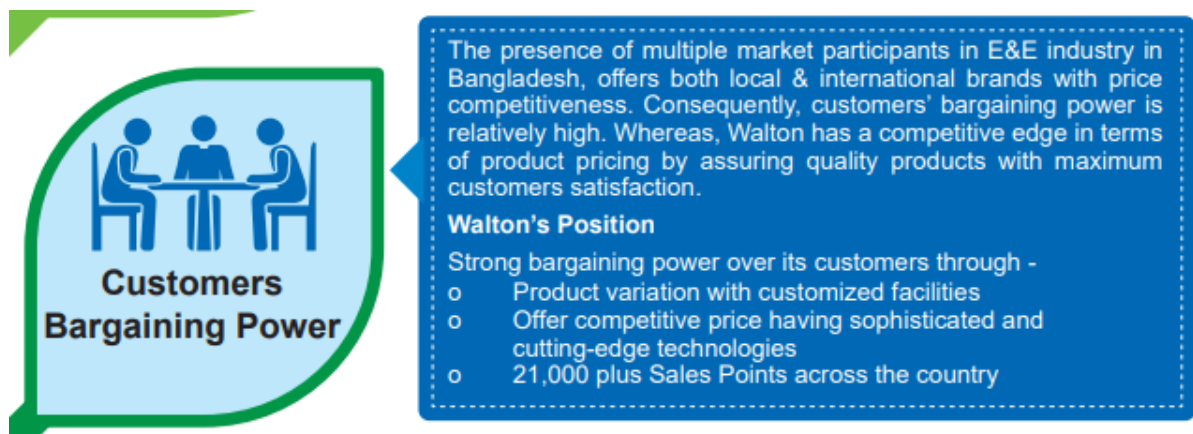 Customers
Bargaining Power
The presence of multiple market participants in E&E industry in
Bangladesh, offers both local & international brands with price
competitiveness. Consequently, customers' bargaining power is
relatively high. Whereas, Walton has a competitive edge in terms
of product pricing by assuring quality products with maximum
customers satisfaction.
Walton's Position
Strong bargaining power over its customers through -
o Product variation with customized facilities
o Offer competitive price having sophisticated and
cutting-edge technologies
o 21,000 plus Sales Points across the country